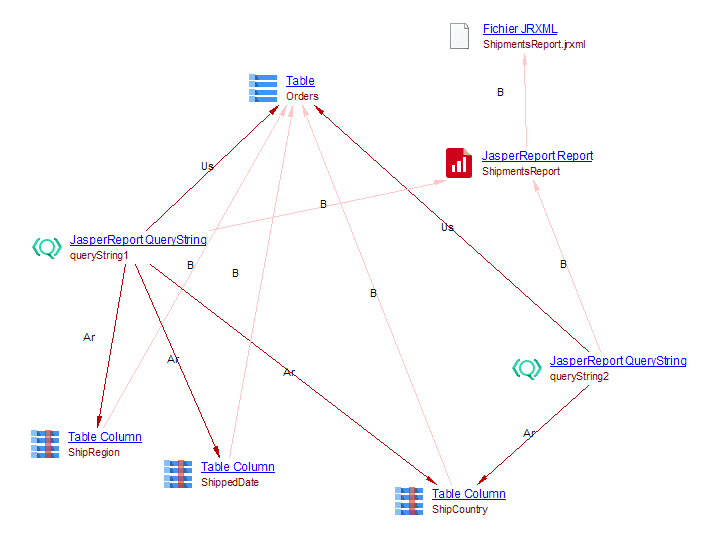 Fichier JRXML
ShipmentsReport.jrxml
Table
Orders
B
JasperReport Report
ShipmentsReport
Us
B
JasperReport QueryString
queryString1
Us
B
B
B
B
Ar
Ar
Ar
JasperReport QueryString
queryString2
Ar
Table Column
ShipRegion
Table Column
ShippedDate
Table Column
ShipCountry